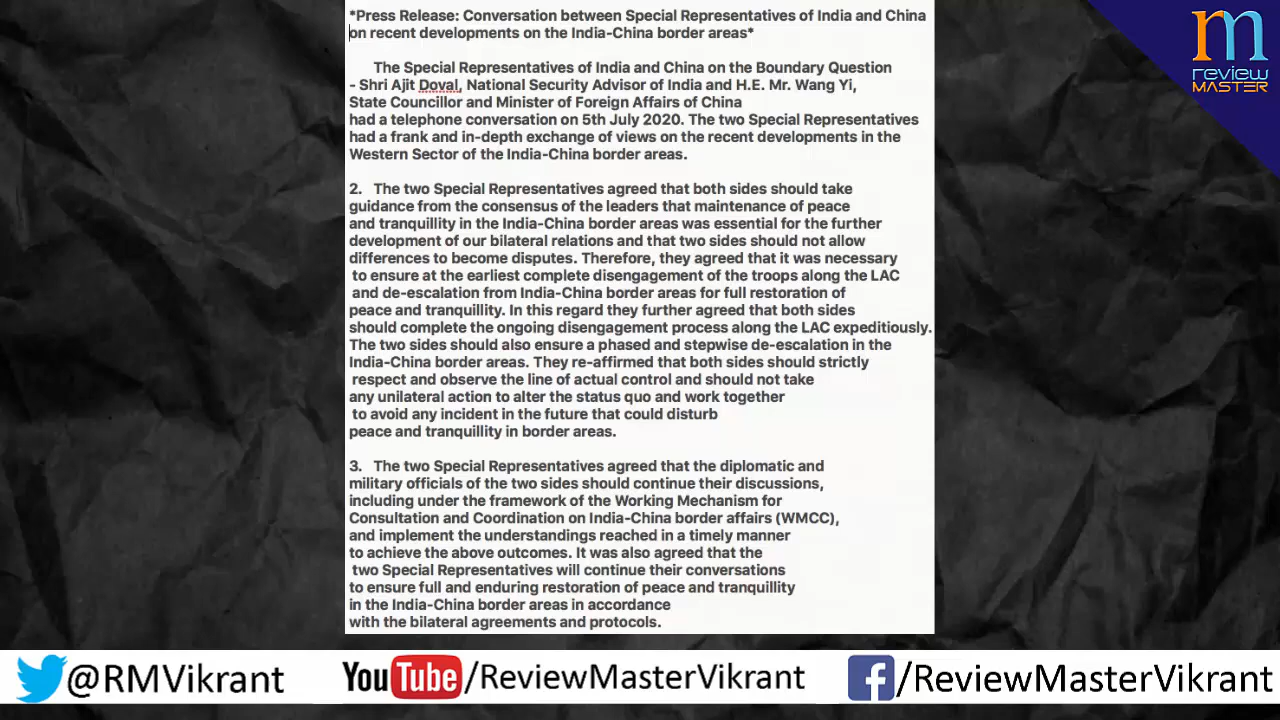 *Press Release: Conversation between Special Representatives of India and China
on recent developments on the India-China border areas*
The Special Representatives of India and China on the Boundary Question
- Shri Ajit Doval, National Security Advisor of India and H.E. Mr. Wang Yi,
State Councillor and Minister of Foreign Affairs of China
had a telephone conversation on 5th July 2020. The two Special Representatives
had a frank and in-depth exchange of views on the recent developments in the
Western Sector of the India-China border areas.
2. The two Special Representatives agreed that both sides should take
guidance from the consensus of the leaders that maintenance of peace
and tranquillity in the India-China border areas was essential for the further
development of our bilateral relations and that two sides should not allow
differences to become disputes. Therefore, they agreed that it was necessary
to ensure at the earliest complete disengagement of the troops along the LAC
and de-escalation from India-China border areas for full restoration of
peace and tranquillity. In this regard they further agreed that both sides
should complete the ongoing disengagement process along the LAC expeditiously.
The two sides should also ensure a phased and stepwise de-escalation in the
India-China border areas. They re-affirmed that both sides should strictly
respect and observe the line of actual control and should not take
any unilateral action to alter the status quo and work together
to avoid any incident in the future that could disturb
peace and tranquillity in border areas.
3. The two Special Representatives agreed that the diplomatic and
military officials of the two sides should continue their discussions,
including under the framework of the Working Mechanism for
Consultation and Coordination on India-China border affairs (WMCC),
and implement the understandings reached in a timely manner
to achieve the above outcomes. It was also agreed that the
two Special Representatives will continue their conversations
to ensure full and enduring restoration of peace and tranquillity
in the India-China border areas in accordance
with the bilateral agreements and protocols.
rm
review
MASTER
@RMVikrant
YouTube/ReviewMasterVikrant
f/ReviewMasterVikrant